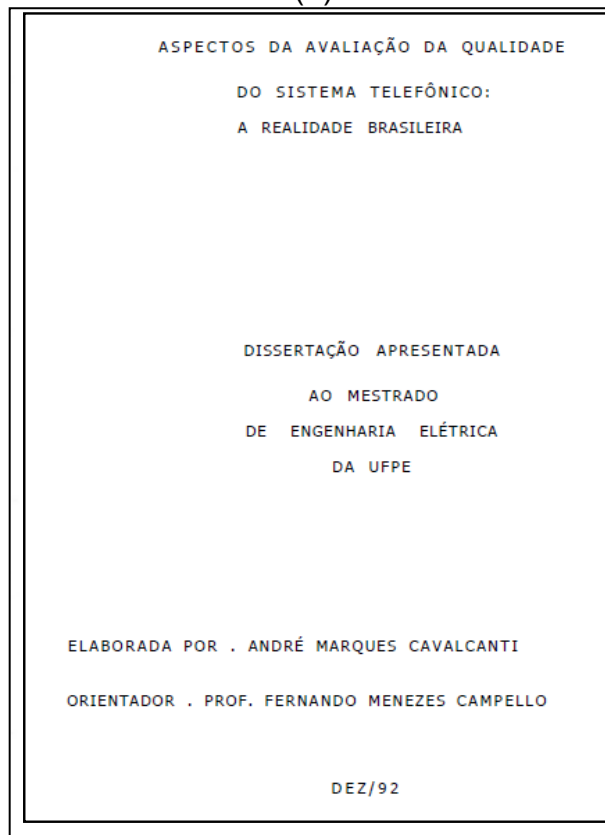 ASPECTOS DA AVALIAÇÃO DA QUALIDADE
DO SISTEMA TELEFÔNICO:
A REALIDADE BRASILEIRA
DISSERTAÇÃO APRESENTADA
AO MESTRADO
DE ENGENHARIA ELÉTRICA
DA UFPE
ELABORADA POR . ANDRÉ MARQUES CAVALCANTI
ORIENTADOR . PROF. FERNANDO MENEZES CAMPELLO
DEZ/92